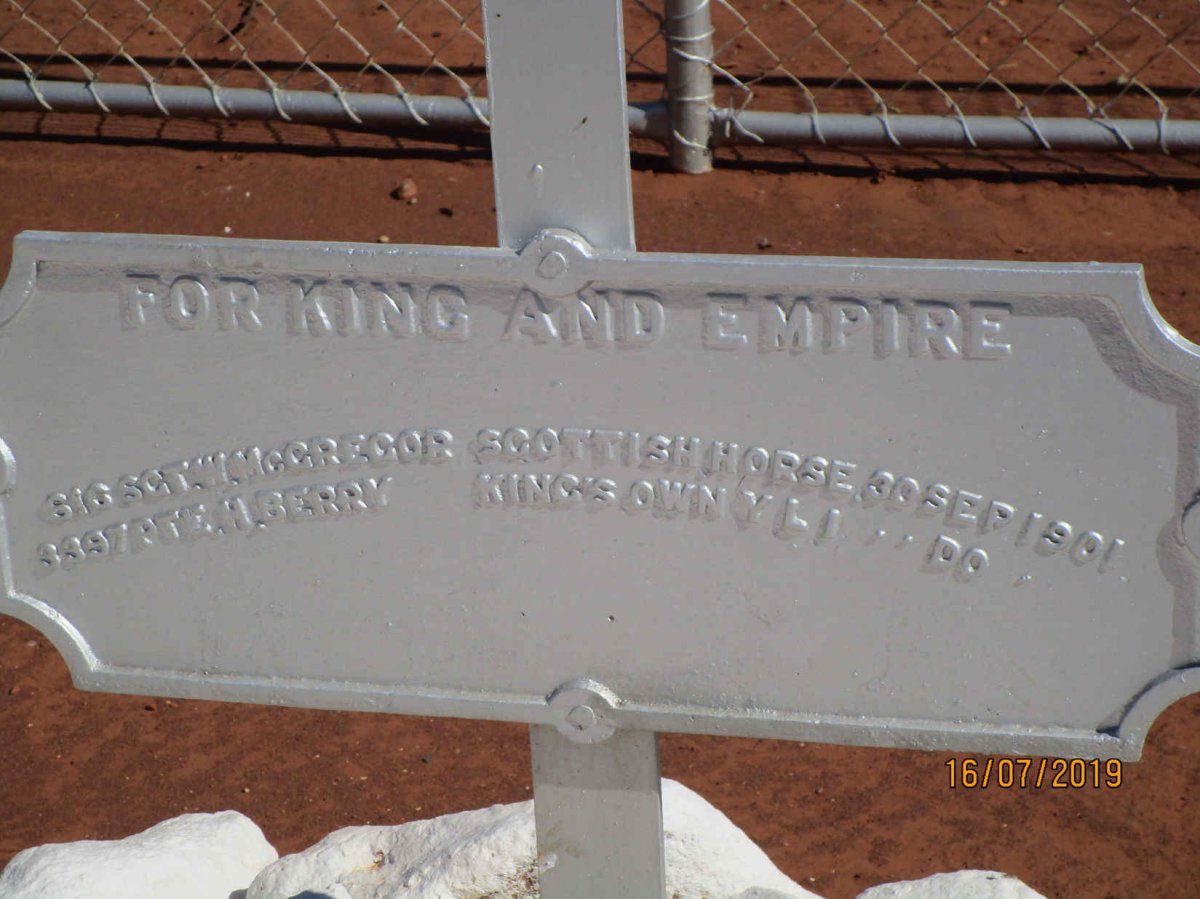 FOR KING AND EMPIRE
SIG SGT. W. MCGREGOR SCOTTISH HORSE, 30 SEP 1901.
3397 PTE. H. BERRY KING'S OWN Y L I ,, DO ,
16/07/2019